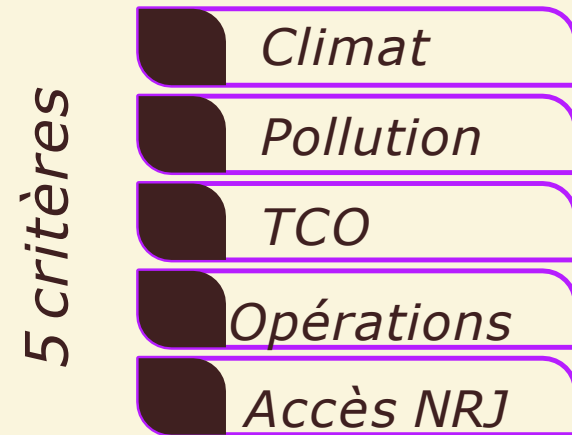 5 critères
Climat
Pollution
TCO
Opérations
Accès NRJ